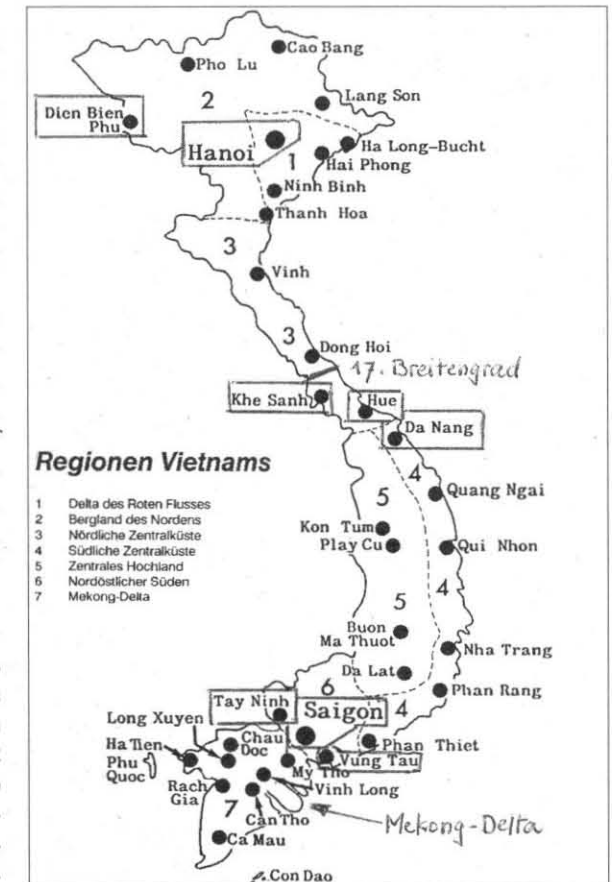 Cao Bang
Pho Lu
2
Lang Son
Dien Bien
Phu
Hanoi
1
Ha Long-Bucht
Hai Phong
Ninh Binh
Thanh Hoa
3
Vinh
3
Dong Hoi
17. Breitengrad
Khe Sanh
Hue
Da Nang
Regionen Vietnams
1 Delta des Roten Flusses
2 Bergland des Nordens
3 Nördliche Zentralküste
4 Südliche Zentralküste
5 Zentrales Hochland
6 Nordöstlicher Süden
7 Mekong-Delta
4
Quang Ngai
5
Kon Tum
Play Cu
Qui Nhon
4
5
Buon
Ma Thuot
Nha Trang
Da Lat
6
Phan Rang
Tay Ninh
Saigon
4
Long Xuyen
Chau
Doc
Phan Thiet
Ha Tien
Phu
Quoc
Vung Tau
My Tho
Rach
Gia
Vinh Long
7
Can Tho
Mekong-Delta
Ca Mau
Con Dao